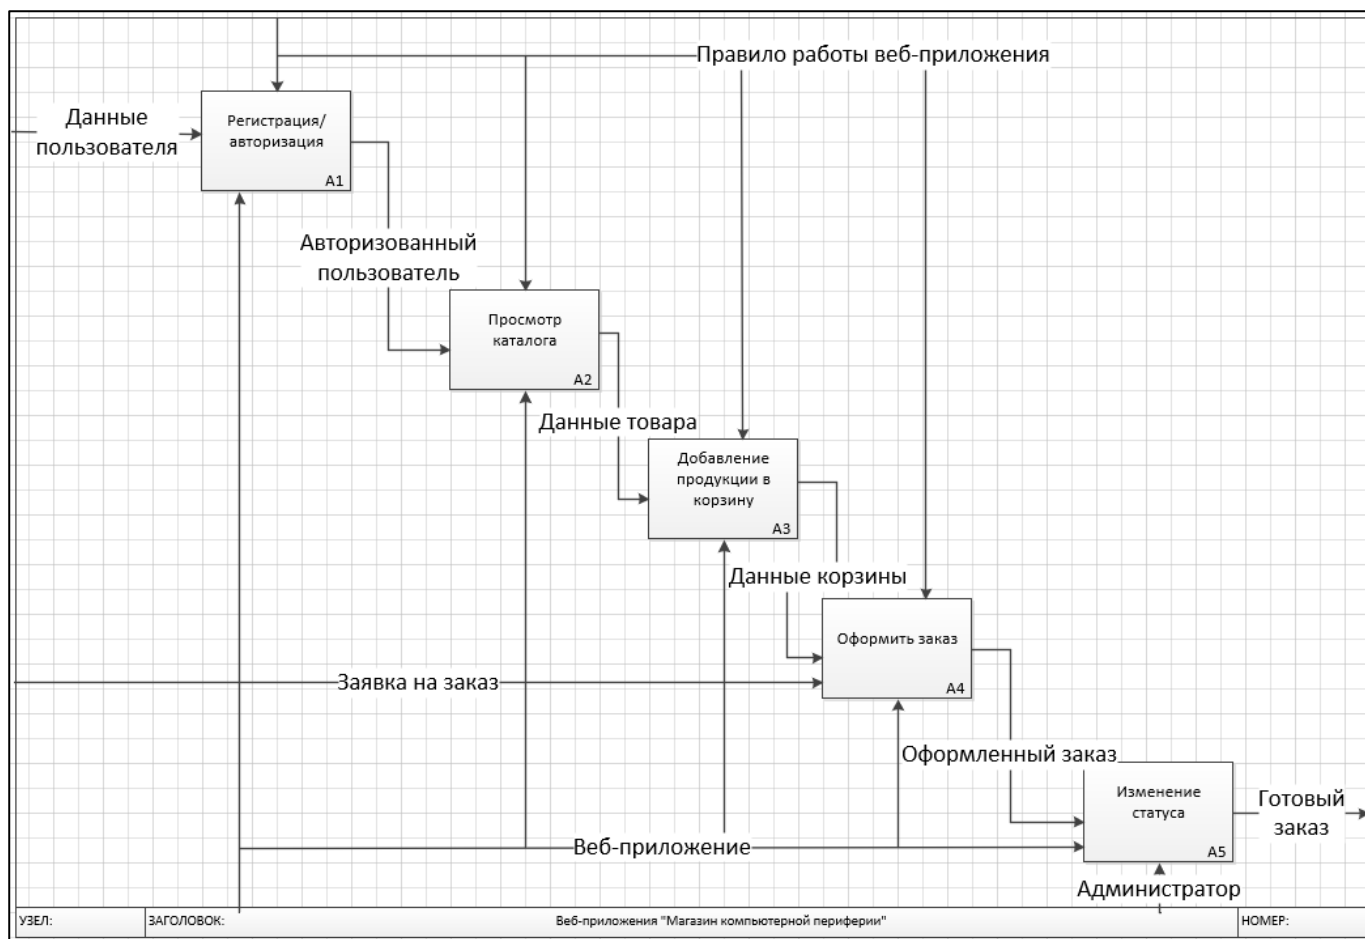 Правило работы веб-приложения
Данные
пользователя
Регистрация/
авторизация
A1
Авторизованный
пользователь
Просмотр
каталога
A2
Данные товара
Добавление
продукции в
корзину
A3
Данные корзины
Оформить заказ
A4
Заявка на заказ
Оформленный заказ
Изменение
статуса
A5
Готовый
заказ
Веб-приложение
Администратор
УЗЕЛ:
ЗАГОЛОВОК:
Веб-приложения "Магазин компьютерной периферии"
НОМЕР: